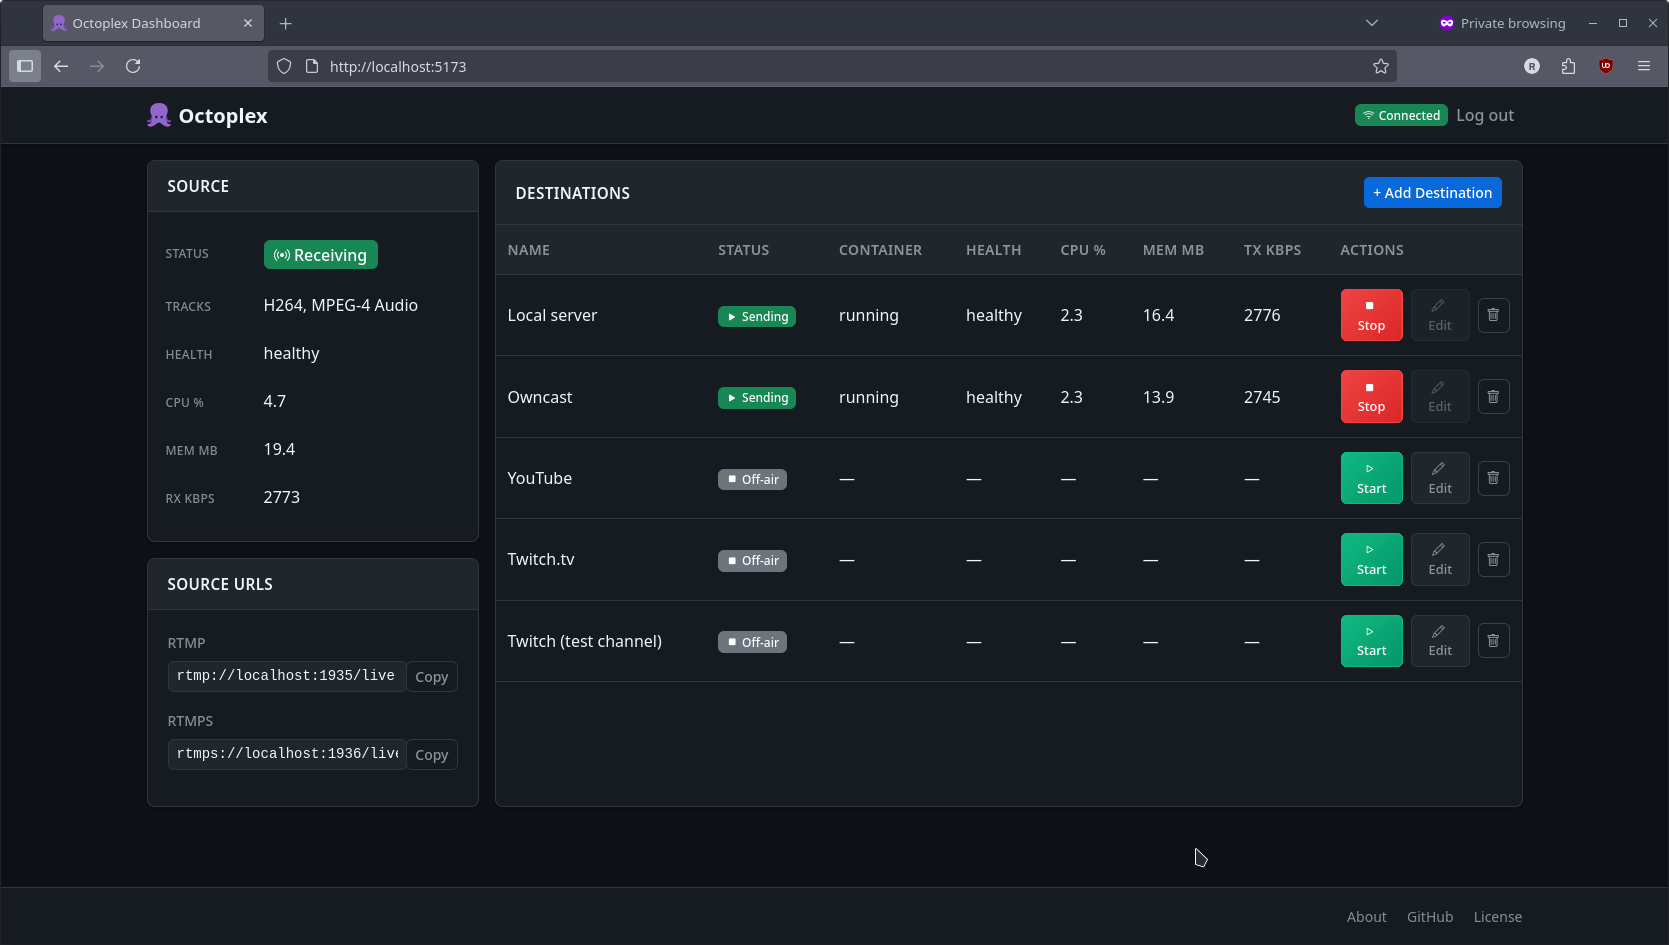 Octoplex Dashboard
Private browsing
http://localhost:5173
R
UD
Octoplex
Connected
Log out
SOURCE
STATUS
Receiving
TRACKS
H264, MPEG-4 Audio
HEALTH
healthy
CPU %
4.7
MEM MB
19.4
RX KBPS
2773
SOURCE URLS
RTMP
rtmp://localhost:1935/live
Copy
RTMPS
rtmps://localhost:1936/live
Copy
DESTINATIONS
+ Add Destination
NAME STATUS CONTAINER HEALTH CPU % MEM MB TX KBPS ACTIONS
Local server Sending running healthy 2.3 16.4 2776 Stop Edit
Owncast Sending running healthy 2.3 13.9 2745 Stop Edit
YouTube Off-air — — — — — Start Edit
Twitch.tv Off-air — — — — — Start Edit
Twitch (test channel) Off-air — — — — — Start Edit
About GitHub License